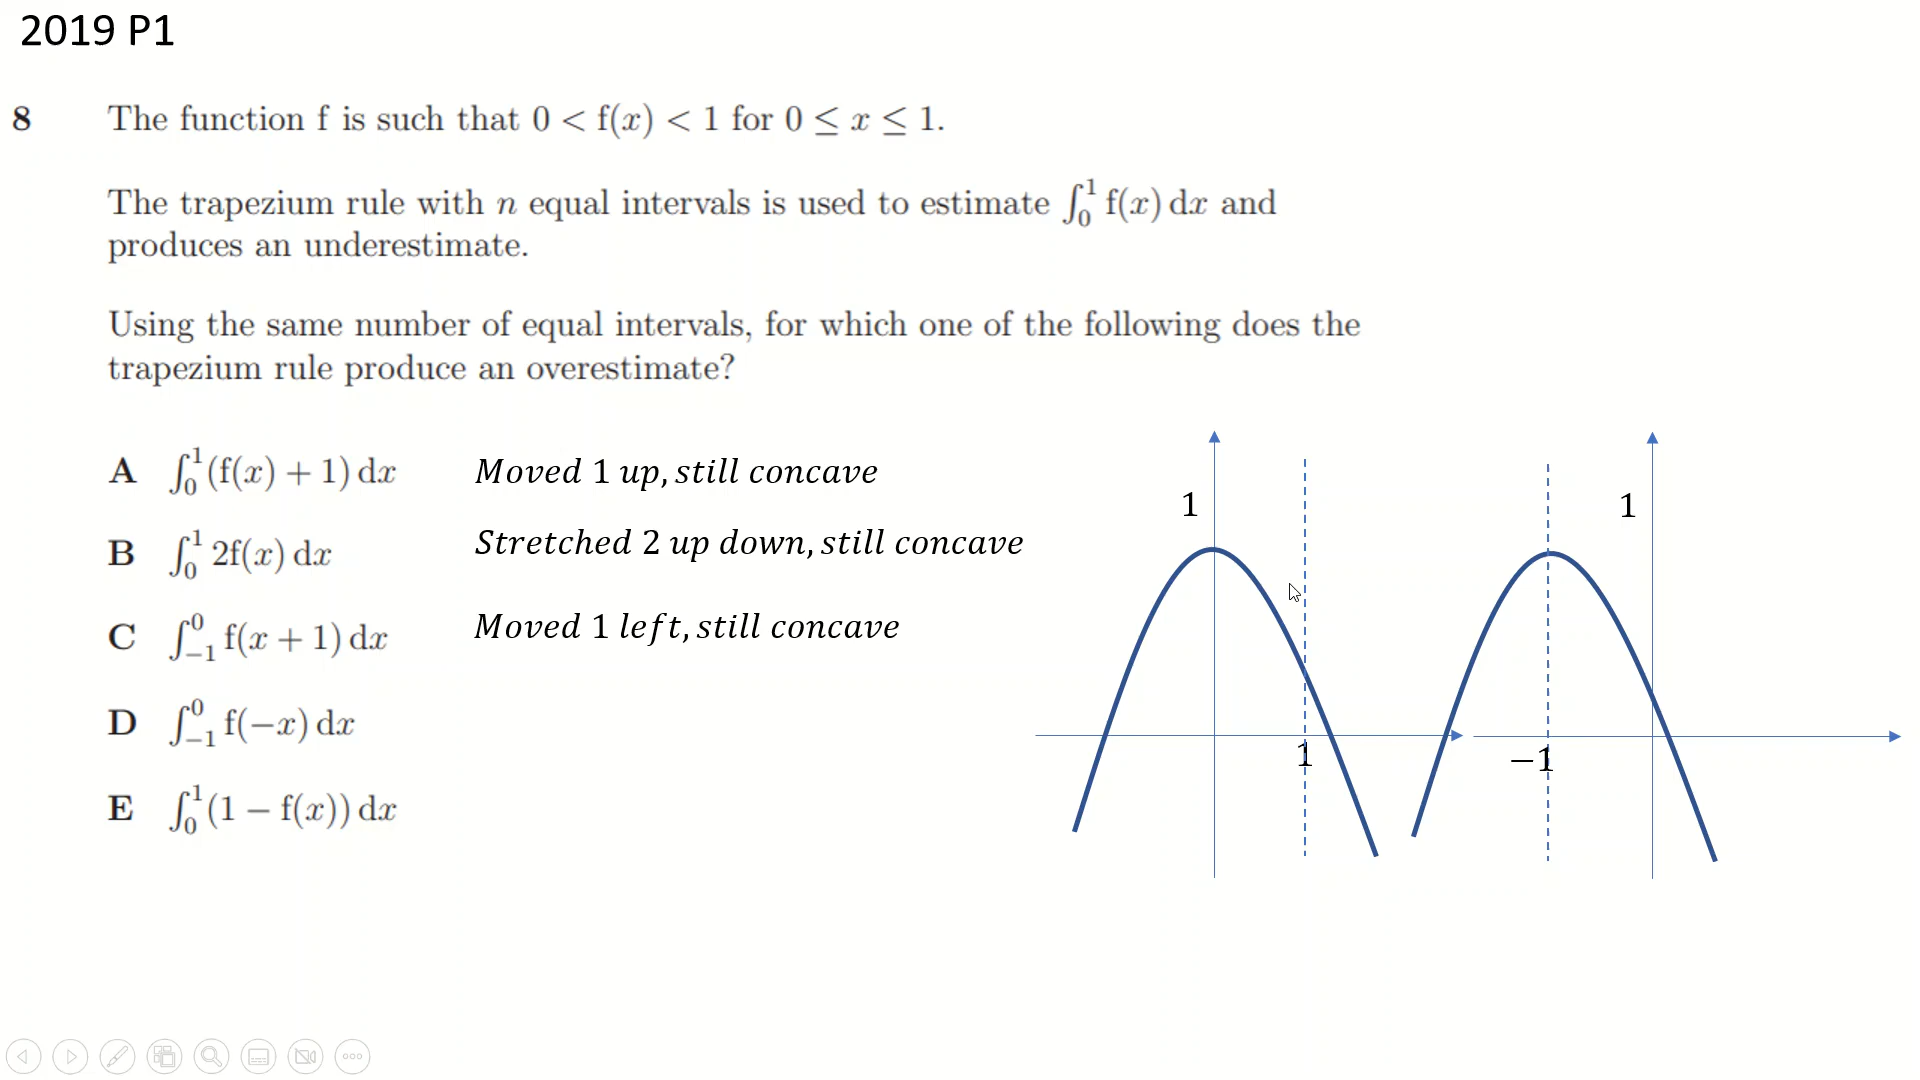 2019 P1
8 The function f is such that 0 < f(x) < 1 for 0 ≤ x ≤ 1.
The trapezium rule with n equal intervals is used to estimate ∫₀¹ f(x) dx and
produces an underestimate.
Using the same number of equal intervals, for which one of the following does the
trapezium rule produce an overestimate?
A ∫₀¹ (f(x) + 1) dx Moved 1 up, still concave
B ∫₀¹ 2f(x) dx Stretched 2 up down, still concave
C ∫₋₁⁰ f(x + 1) dx Moved 1 left, still concave
D ∫₋₁⁰ f(−x) dx
E ∫₀¹ (1 − f(x)) dx
1
1
1
−1